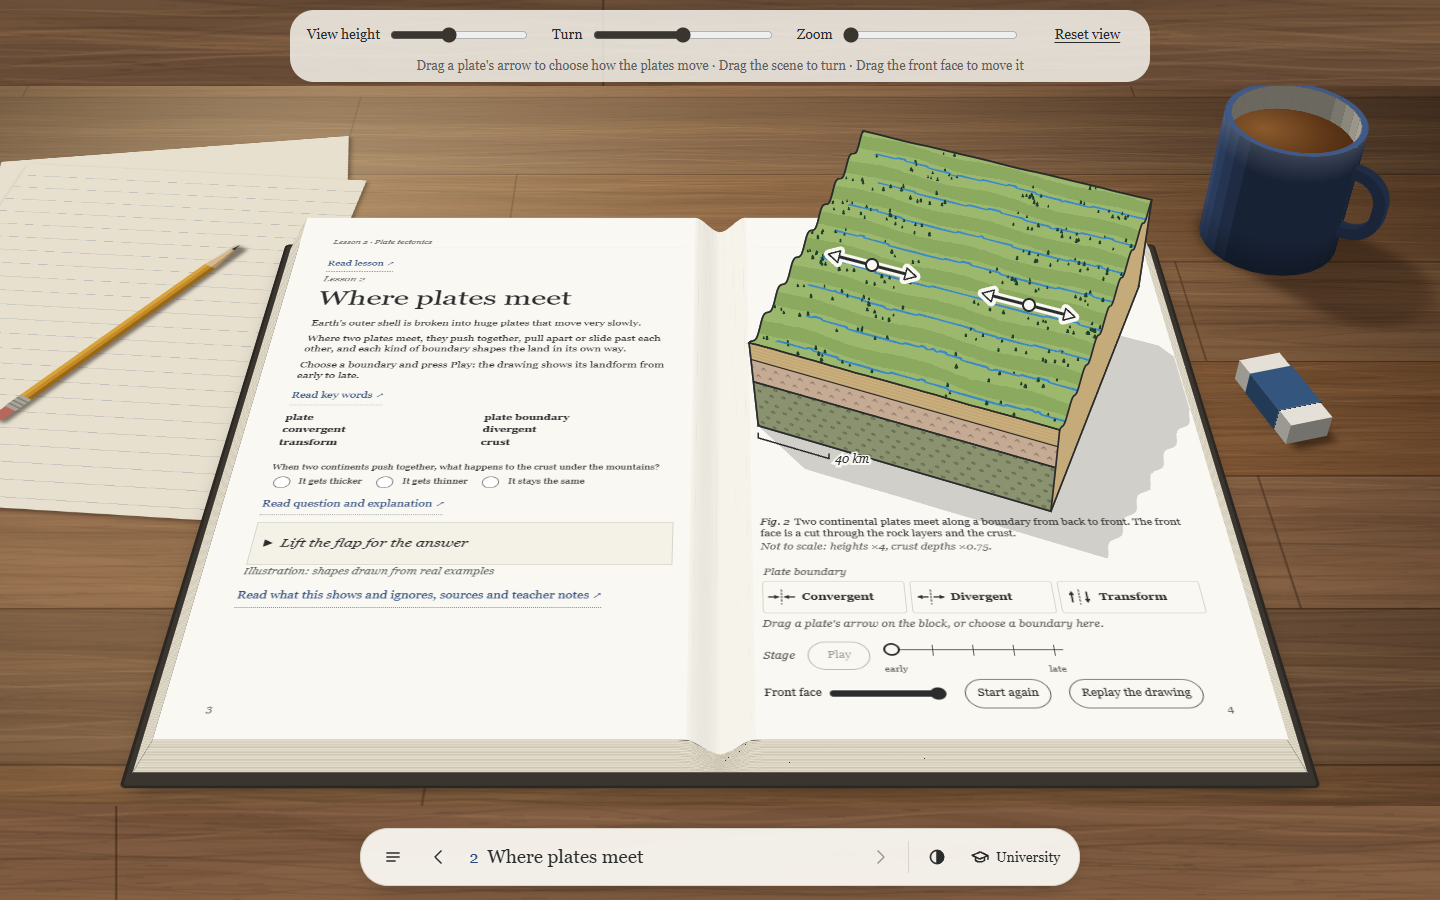 View height
Turn
Zoom
Reset view
Drag a plate's arrow to choose how the plates move · Drag the scene to turn · Drag the front face to move it
Lesson 2 · Plate tectonics
Read lesson ↗
Lesson 2
Where plates meet
Earth's outer shell is broken into huge plates that move very slowly.
Where two plates meet, they push together, pull apart or slide past each
other, and each kind of boundary shapes the land in its own way.
Choose a boundary and press Play: the drawing shows its landform from
early to late.
Read key words ↗
plate
plate boundary
convergent
divergent
transform
crust
When two continents push together, what happens to the crust under the mountains?
It gets thicker
It gets thinner
It stays the same
Read question and explanation ↗
▶ Lift the flap for the answer
Illustration: shapes drawn from real examples
Read what this shows and ignores, sources and teacher notes ↗
3
40 km
Fig. 2 Two continental plates meet along a boundary from back to front. The front
face is a cut through the rock layers and the crust.
Not to scale: heights ×4, crust depths ×0.75.
Plate boundary
Convergent
Divergent
Transform
Drag a plate's arrow on the block, or choose a boundary here.
Stage
Play
early
late
Front face
Start again
Replay the drawing
4
2 Where plates meet
University